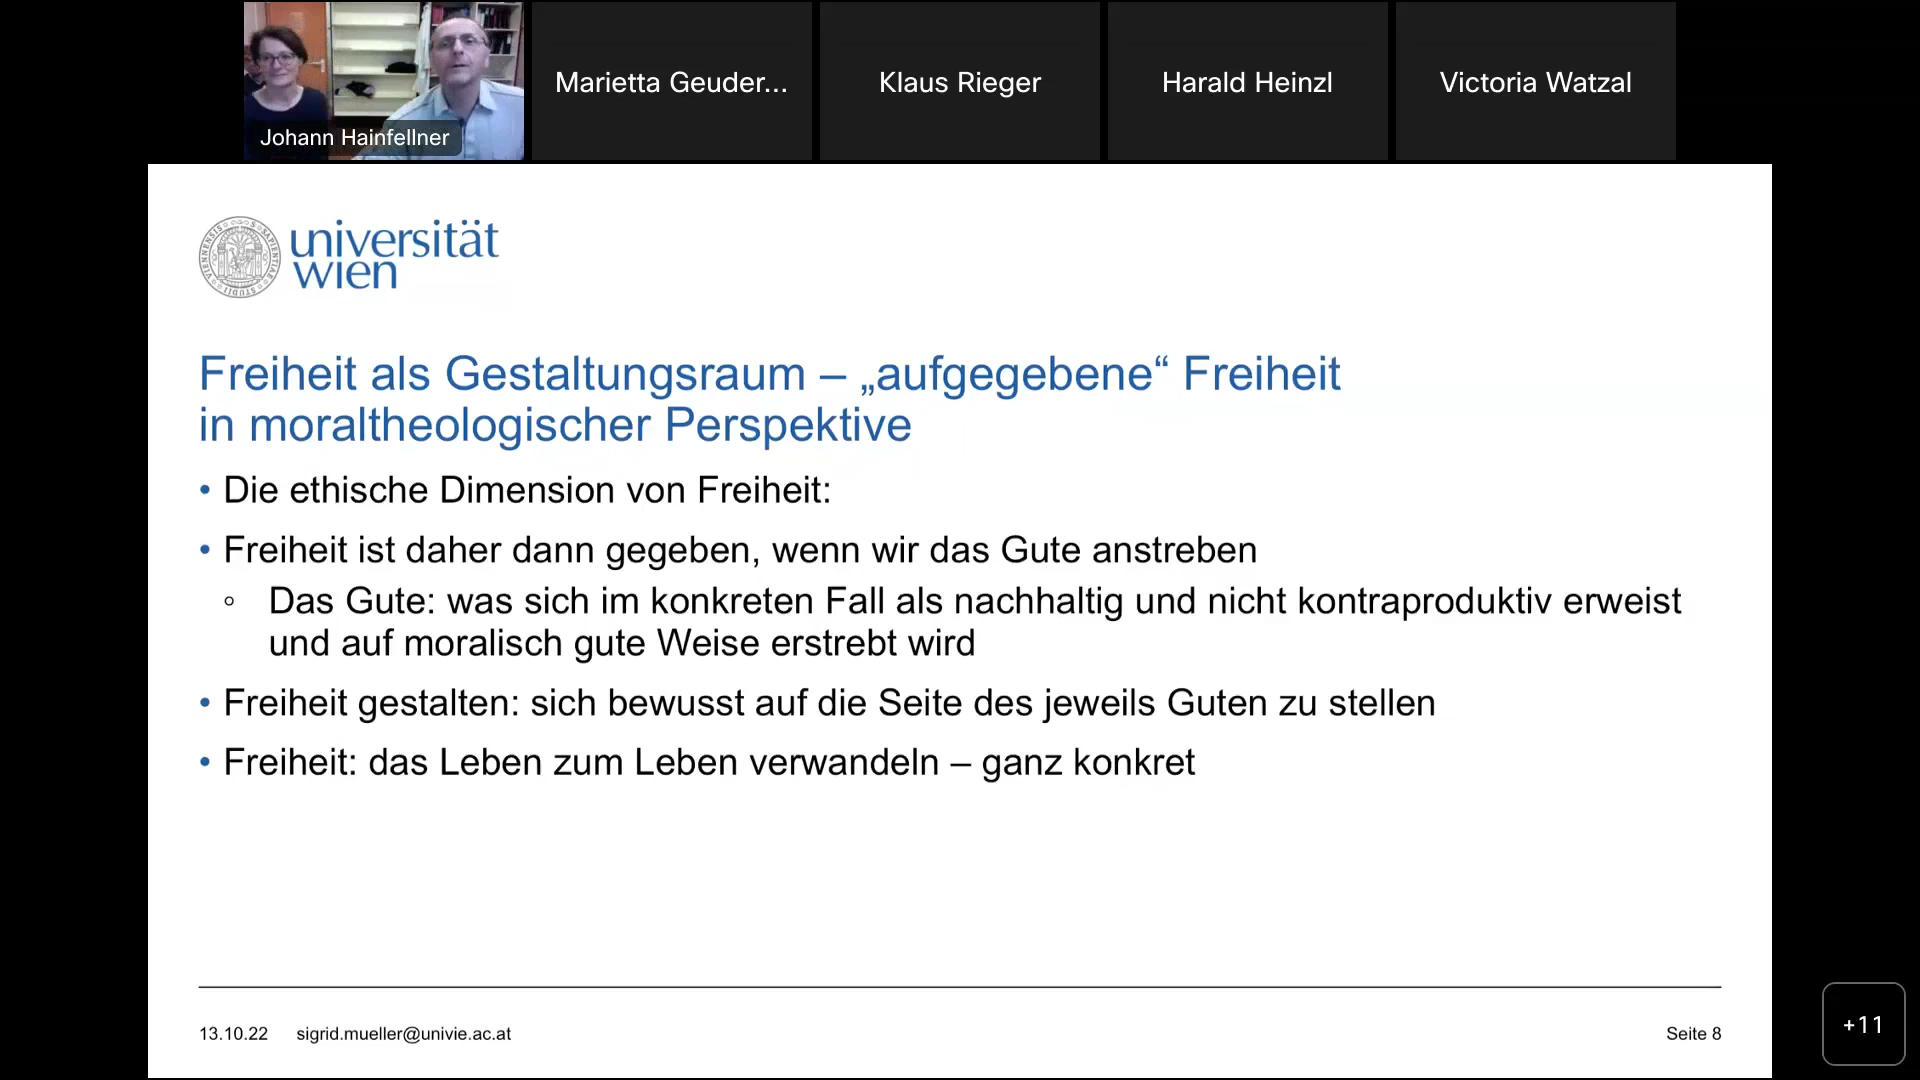 Johann Hainfellner
Marietta Geuder...
Klaus Rieger
Harald Heinzl
Victoria Watzal
universität
wien
Freiheit als Gestaltungsraum – „aufgegebene“ Freiheit
in moraltheologischer Perspektive
• Die ethische Dimension von Freiheit:
• Freiheit ist daher dann gegeben, wenn wir das Gute anstreben
◦ Das Gute: was sich im konkreten Fall als nachhaltig und nicht kontraproduktiv erweist
und auf moralisch gute Weise erstrebt wird
• Freiheit gestalten: sich bewusst auf die Seite des jeweils Guten zu stellen
• Freiheit: das Leben zum Leben verwandeln – ganz konkret
13.10.22 sigrid.mueller@univie.ac.at
Seite 8
+11